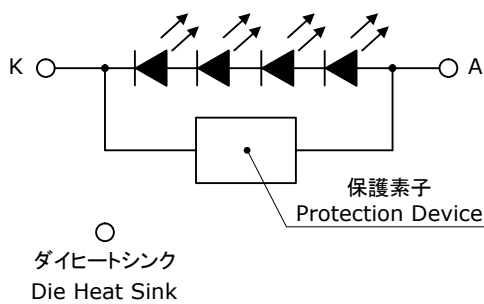 K
A
保護素子
Protection Device
ダイヒートシンク
Die Heat Sink